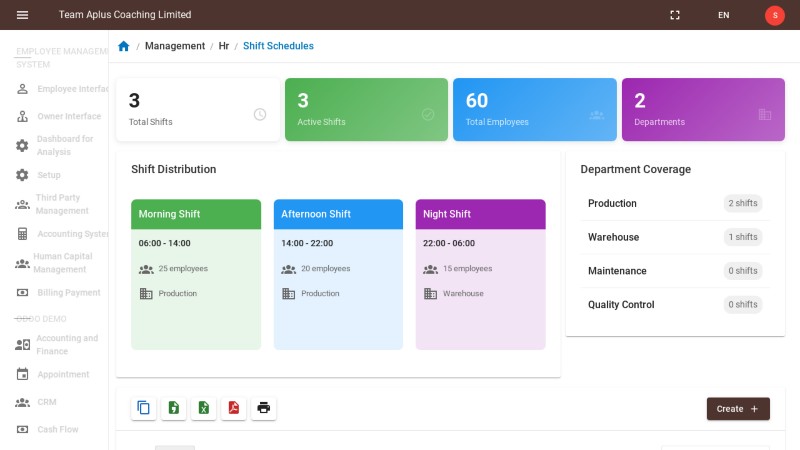 Team Aplus Coaching Limited
EN
S
EMPLOYEE MANAGEM
SYSTEM
Employee Interfac
Owner Interface
Dashboard for
Analysis
Setup
Third Party
Management
Accounting System
Human Capital
Management
Billing Payment
DEMO
Accounting and
Finance
Appointment
CRM
Cash Flow
/ Management / Hr / Shift Schedules
3
Total Shifts
3
Active Shifts
60
Total Employees
2
Departments
Shift Distribution
Morning Shift
06:00 - 14:00
25 employees
Production
Afternoon Shift
14:00 - 22:00
20 employees
Production
Night Shift
22:00 - 06:00
15 employees
Warehouse
Department Coverage
Production 2 shifts
Warehouse 1 shifts
Maintenance 0 shifts
Quality Control 0 shifts
Create +